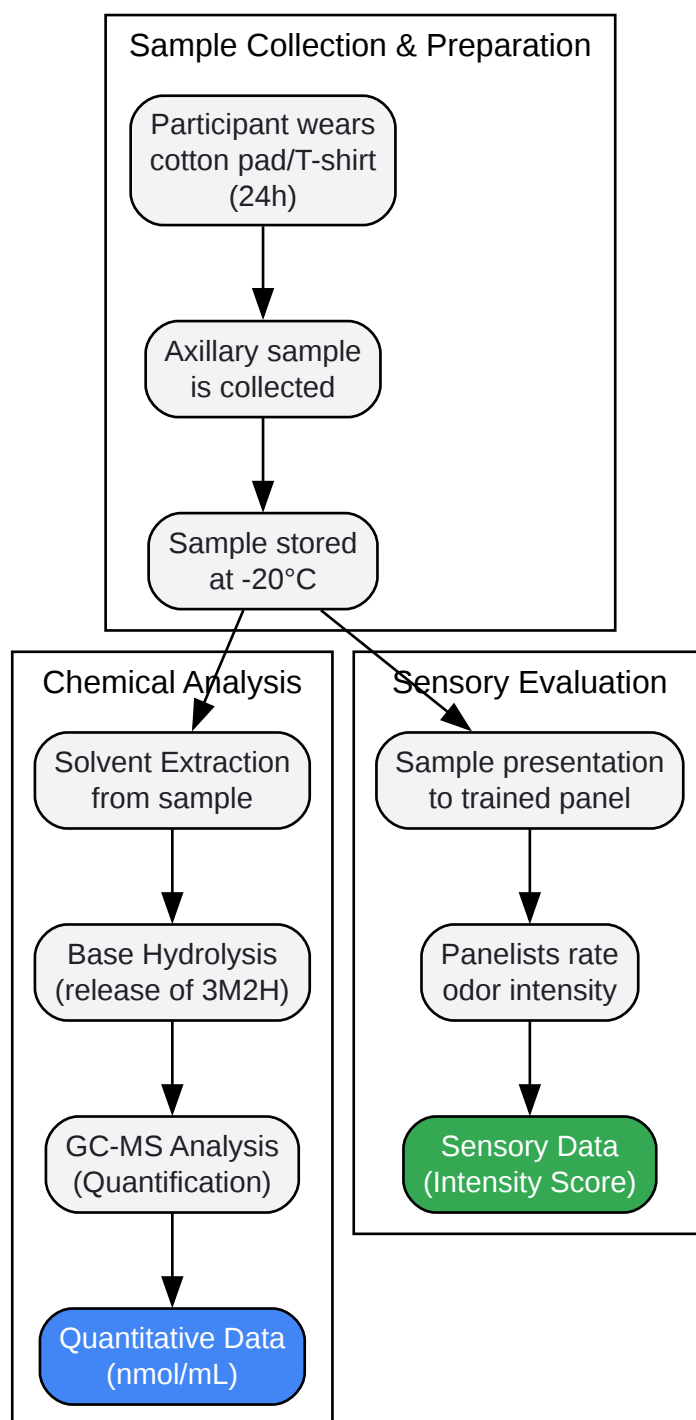 Sample Collection & Preparation
Participant wears
cotton pad/T-shirt
(24h)
Axillary sample
is collected
Sample stored
at -20°C
Chemical Analysis
Solvent Extraction
from sample
Base Hydrolysis
(release of 3M2H)
GC-MS Analysis
(Quantification)
Quantitative Data
(nmol/mL)
Sensory Evaluation
Sample presentation
to trained panel
Panelists rate
odor intensity
Sensory Data
(Intensity Score)